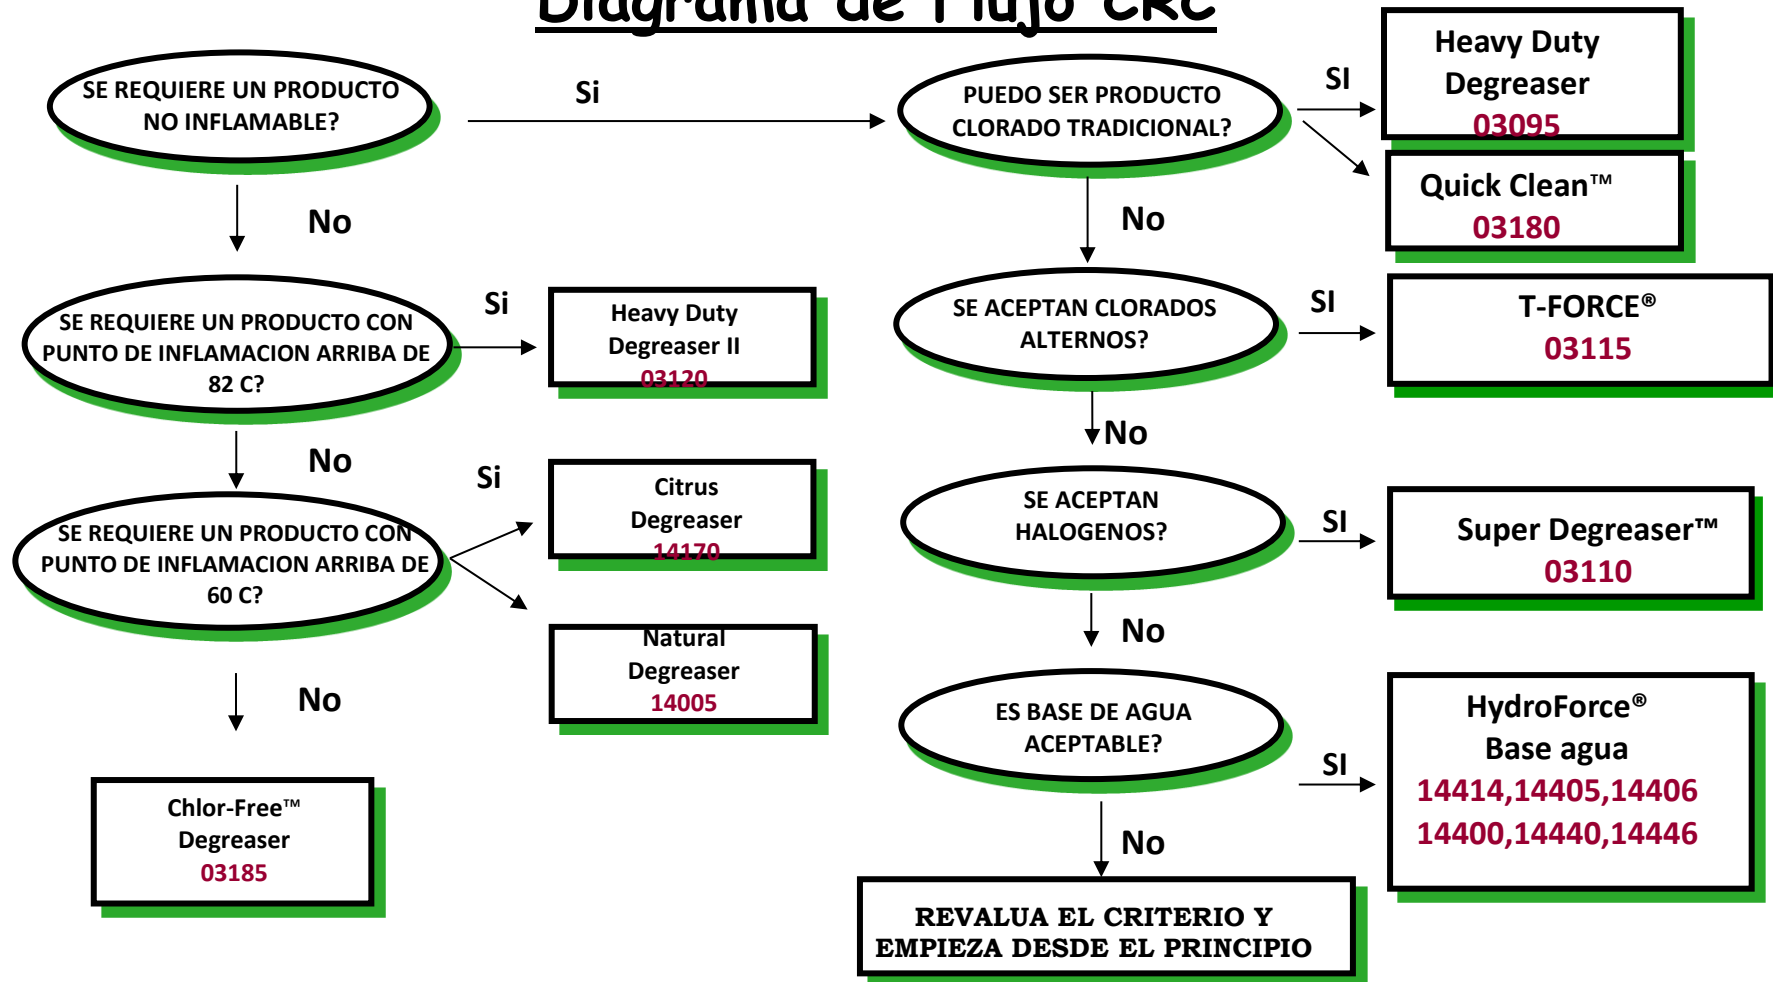 Diagrama de Flujo CRC
SE REQUIERE UN PRODUCTO
NO INFLAMABLE?
Si
PUEDO SER PRODUCTO
CLORADO TRADICIONAL?
SI
Heavy Duty
Degreaser
03095
Quick Clean™
03180
No
No
SE REQUIERE UN PRODUCTO CON
PUNTO DE INFLAMACION ARRIBA DE
82 C?
Si
Heavy Duty
Degreaser II
03120
SE ACEPTAN CLORADOS
ALTERNOS?
SI
T-FORCE®
03115
No
No
SE REQUIERE UN PRODUCTO CON
PUNTO DE INFLAMACION ARRIBA DE
60 C?
Si
Citrus
Degreaser
14170
Natural
Degreaser
14005
SE ACEPTAN
HALOGENOS?
SI
Super Degreaser™
03110
No
No
Chlor-Free™
Degreaser
03185
ES BASE DE AGUA
ACEPTABLE?
SI
HydroForce®
Base agua
14414,14405,14406
14400,14440,14446
No
REVALUA EL CRITERIO Y
EMPIEZA DESDE EL PRINCIPIO